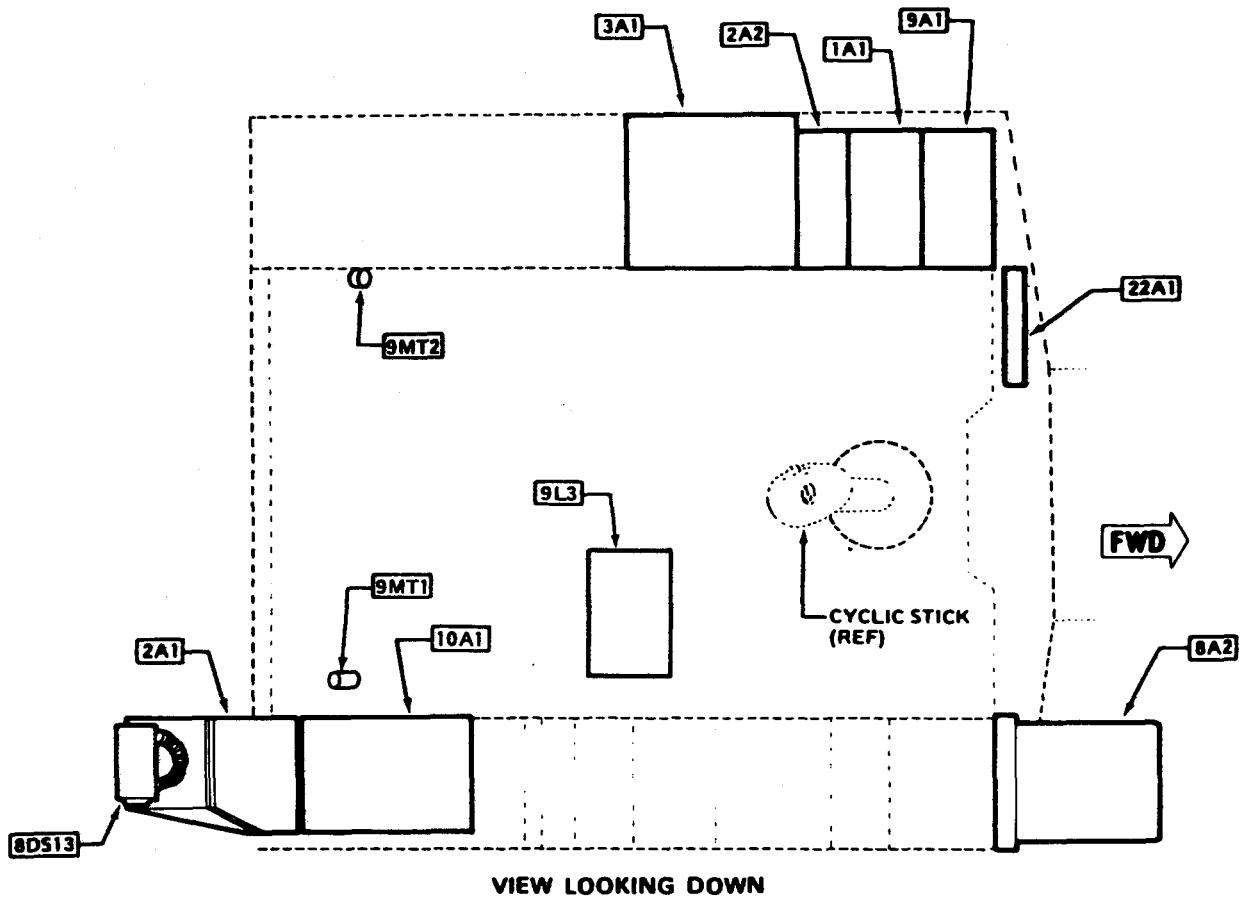 3A1
2A2
1A1
9A1
22A1
9MT2
9L3
FWD
9MT1
CYCLIC STICK
(REF)
2A1
10A1
8A2
8DS13
VIEW LOOKING DOWN